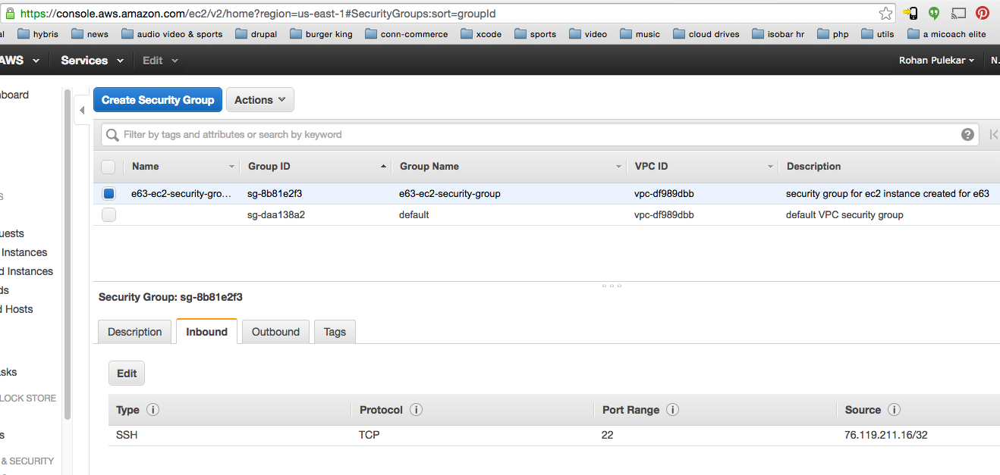 https://console.aws.amazon.com/ec2/v2/home?region=us-east-1#SecurityGroups:sort=groupId
al hybris news audio video & sports drupal burger king conn-commerce xcode sports video music cloud drives isobar hr php utils a micoach elite
AWS Services Edit Rohan Pulekar N.
board
Create Security Group Actions
Filter by tags and attributes or search by keyword
Name Group ID Group Name VPC ID Description
e63-ec2-security-gro... sg-8b81e2f3 e63-ec2-security-group vpc-df989dbb security group for ec2 instance created for e63
S
sg-daa138a2 default vpc-df989dbb default VPC security group
uests
Instances
d Instances
ds
d Hosts
Security Group: sg-8b81e2f3
Description Inbound Outbound Tags
asks
Edit
LOCK STORE
Type Protocol Port Range Source
s
SSH TCP 22 76.119.211.16/32
& SECURITY